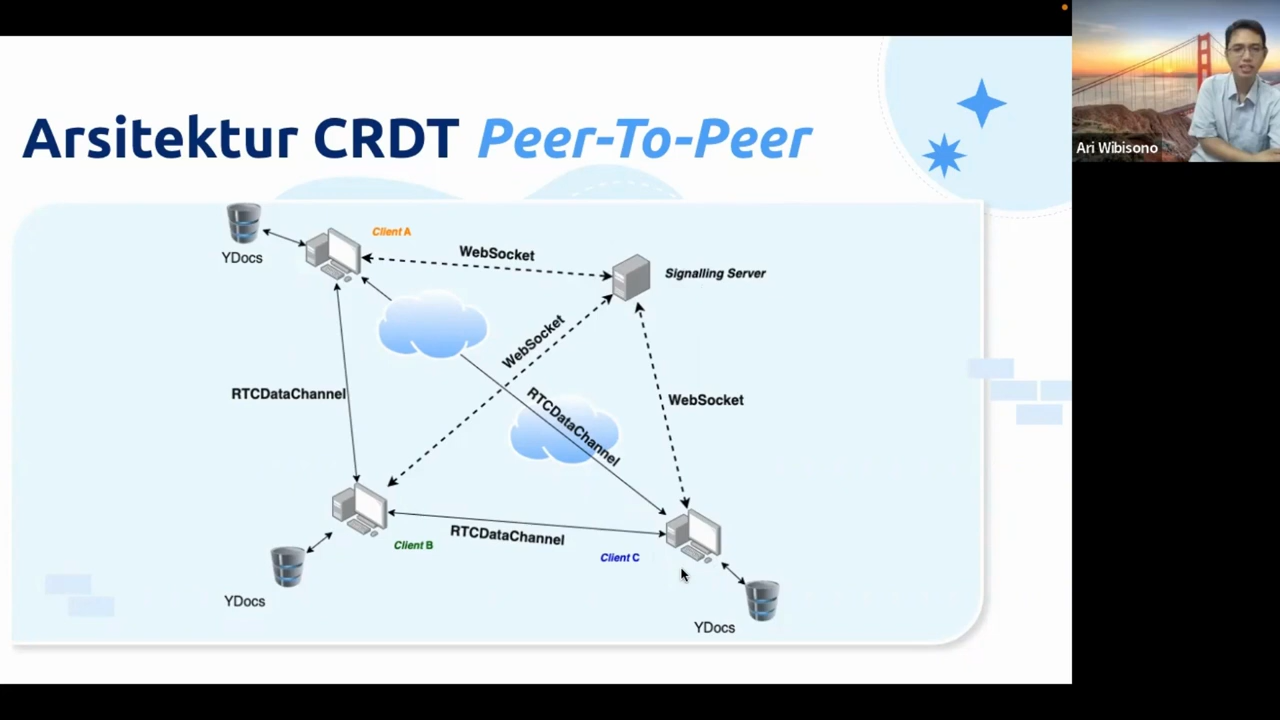 Arsitektur CRDT Peer-To-Peer
Ari Wibisono
Client A
YDocs
WebSocket
Signalling Server
WebSocket
RTCDataChannel
RTCDataChannel
WebSocket
RTCDataChannel
Client B
Client C
YDocs
YDocs